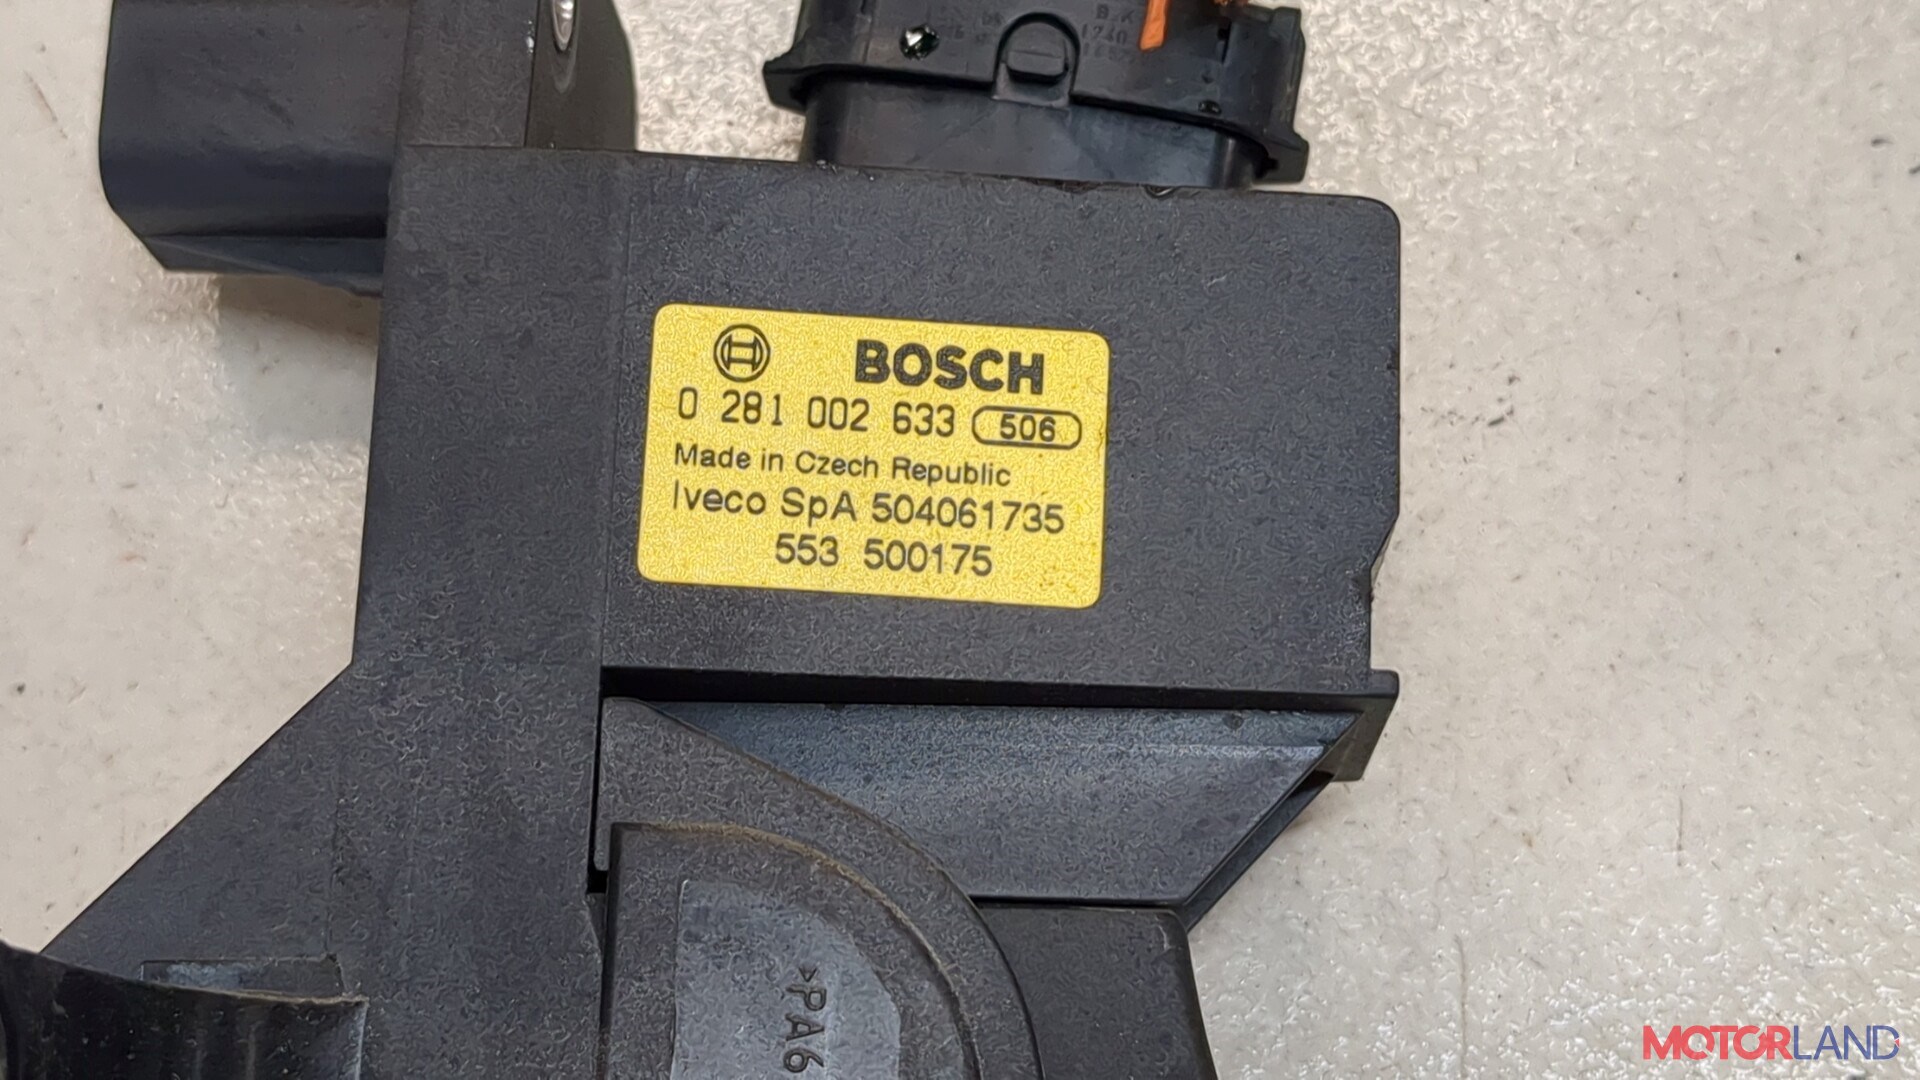 BOSCH
0 281 002 633 506
Made in Czech Republic
Iveco SpA 504061735
553 500175
>PA6
MOTORLAND